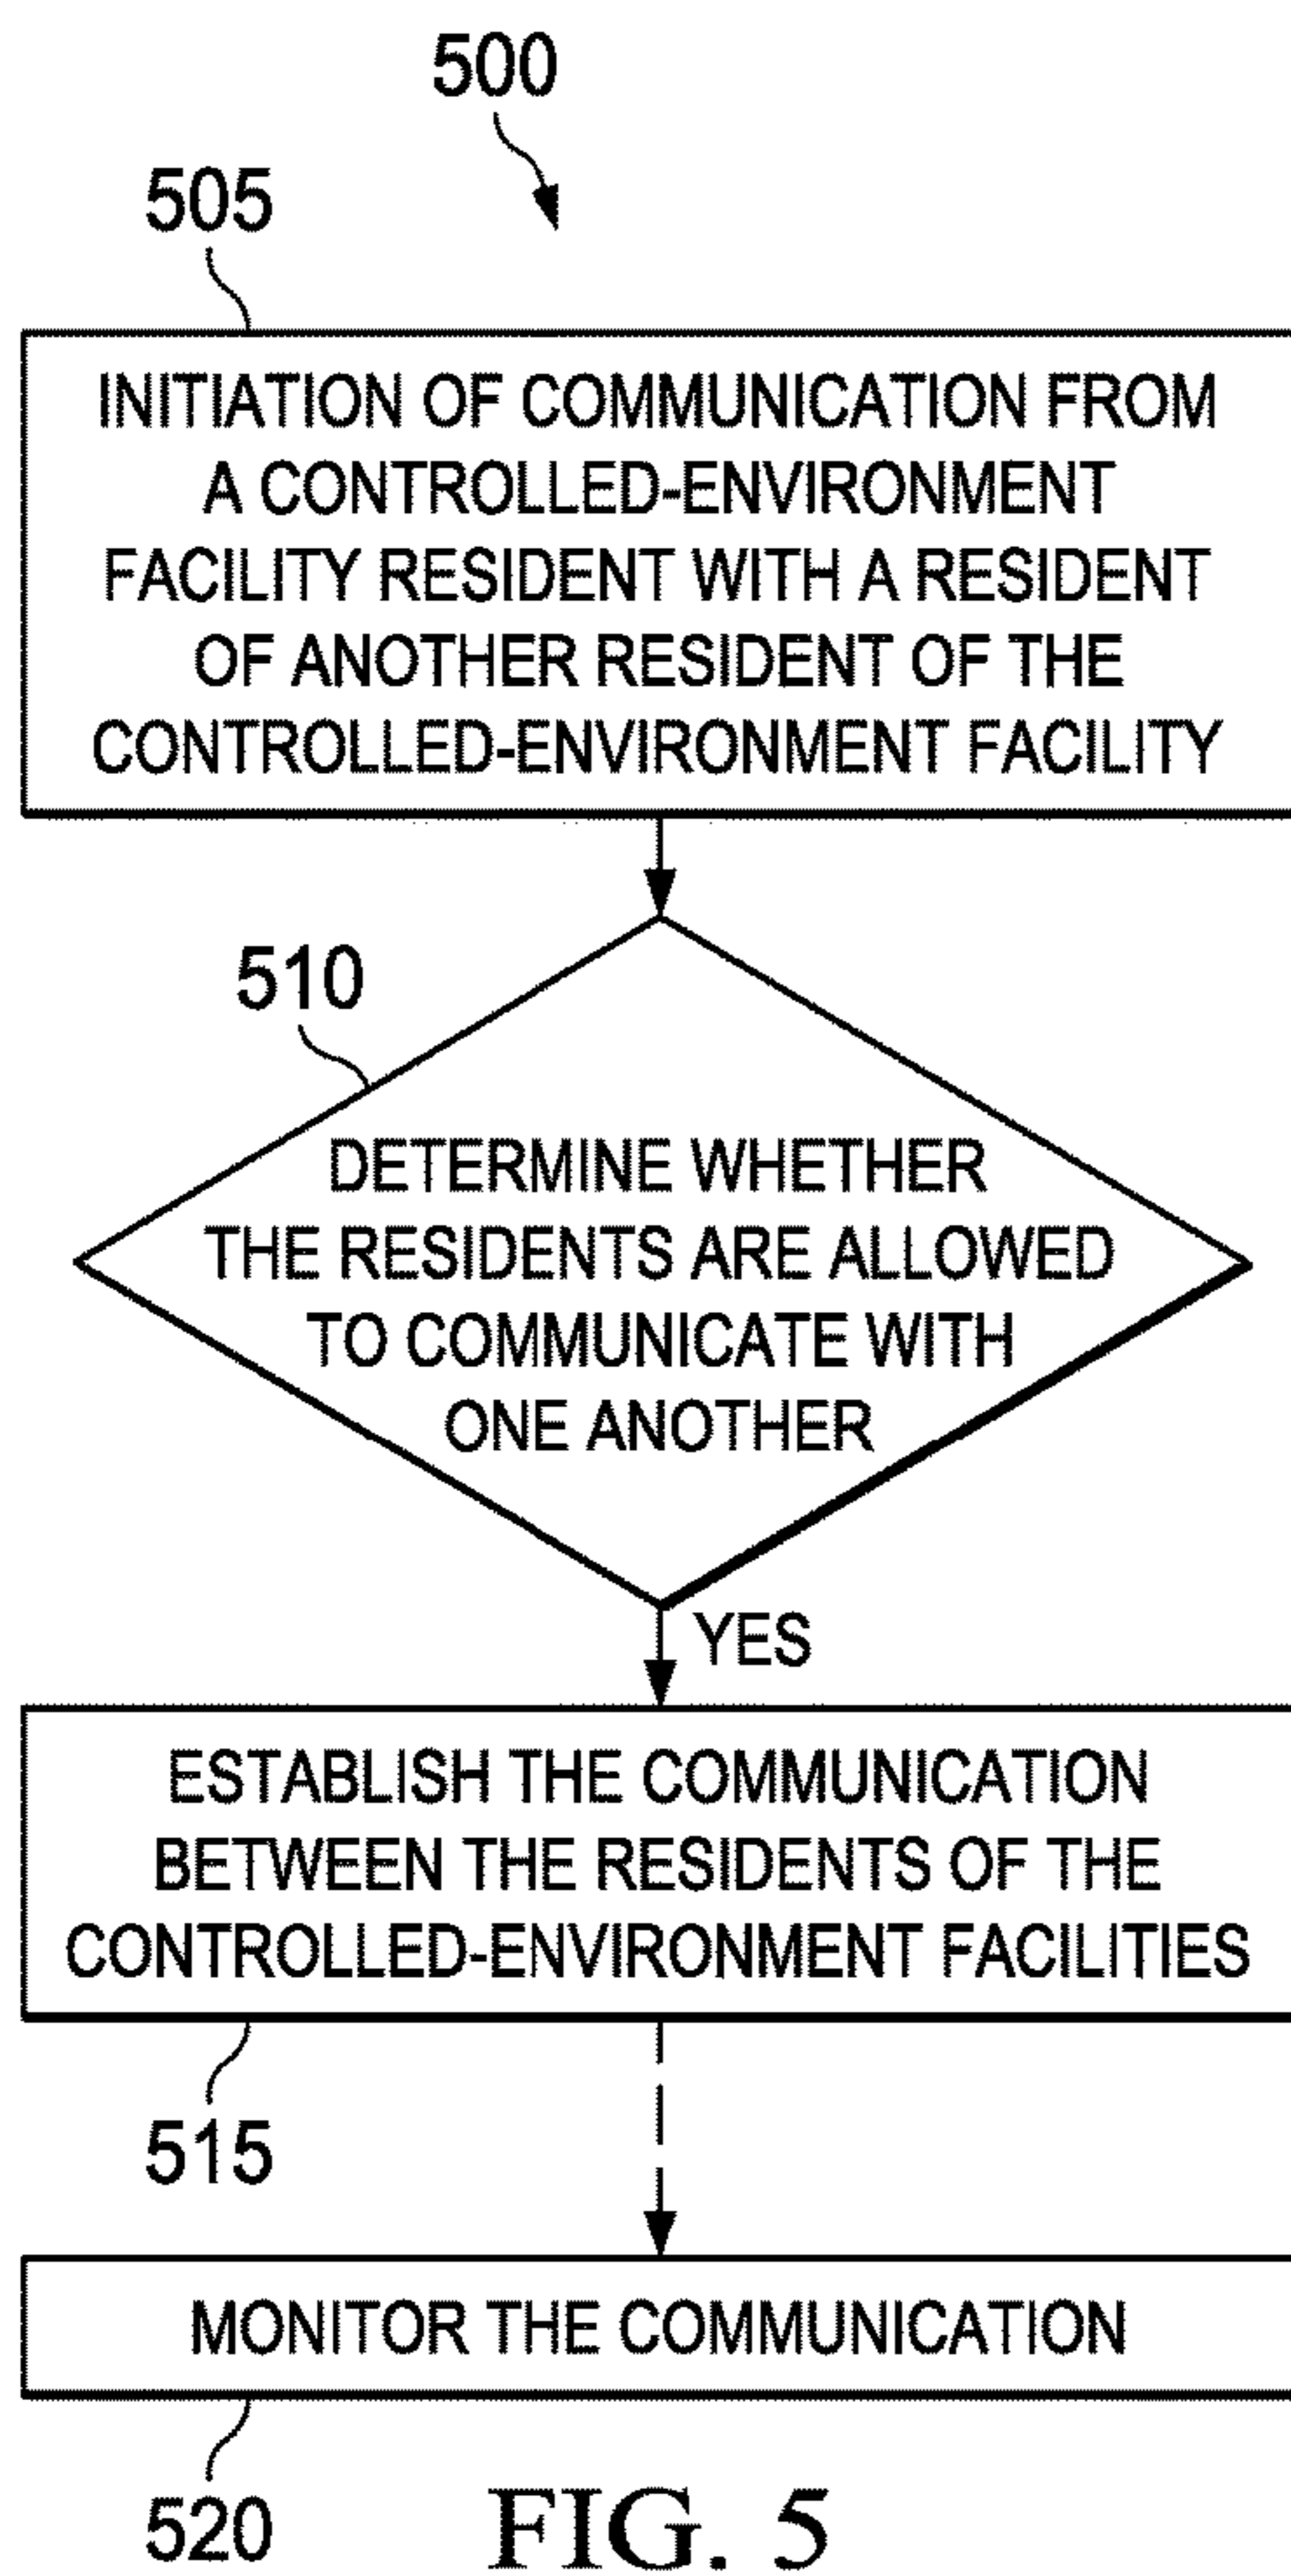 500
505
INITIATION OF COMMUNICATION FROM
A CONTROLLED-ENVIRONMENT
FACILITY RESIDENT WITH A RESIDENT
OF ANOTHER RESIDENT OF THE
CONTROLLED-ENVIRONMENT FACILITY
510
DETERMINE WHETHER
THE RESIDENTS ARE ALLOWED
TO COMMUNICATE WITH
ONE ANOTHER
YES
ESTABLISH THE COMMUNICATION
BETWEEN THE RESIDENTS OF THE
CONTROLLED-ENVIRONMENT FACILITIES
515
MONITOR THE COMMUNICATION
520
FIG. 5